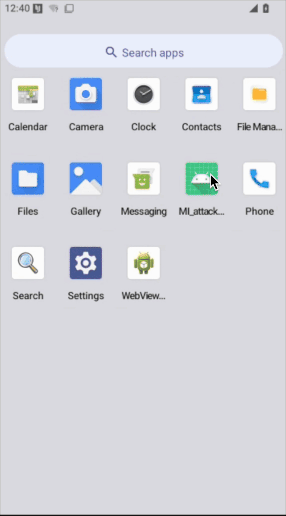 12:40
Search apps
Calendar
Camera
Clock
Contacts
File Mana...
Files
Gallery
Messaging
MI_attack...
Phone
Search
Settings
WebView...